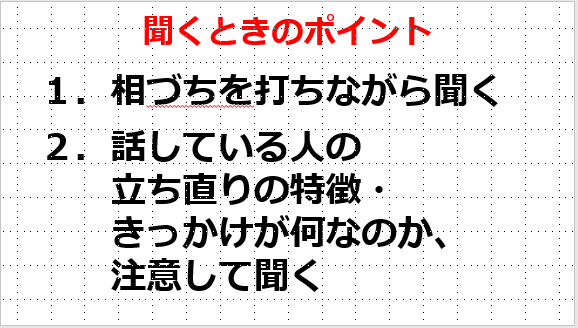 聞くときのポイント
１．相づちを打ちながら聞く
２．話している人の
立ち直りの特徴・
きっかけが何なのか、
注意して聞く